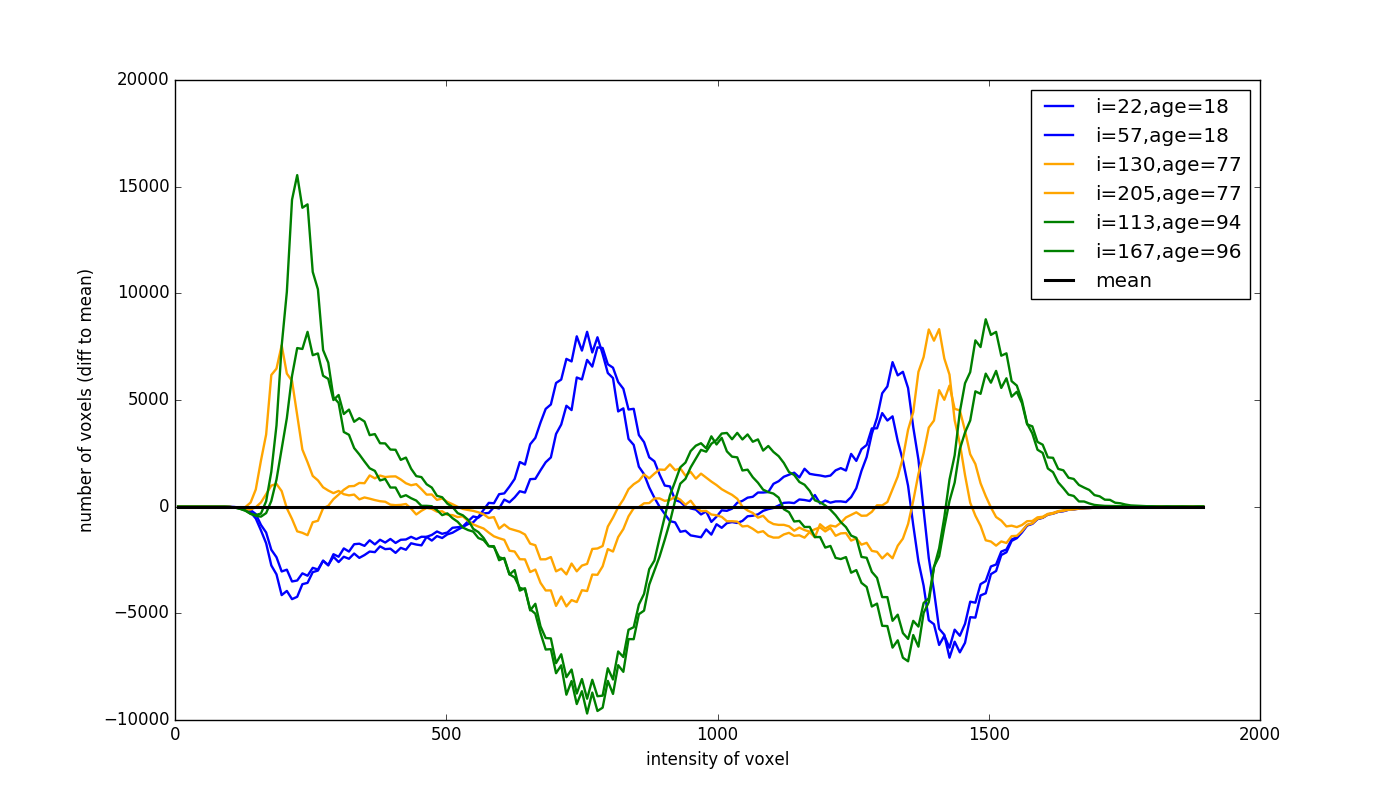 20000
15000
10000
5000
0
−5000
−10000
number of voxels (diff to mean)
i=22,age=18
i=57,age=18
i=130,age=77
i=205,age=77
i=113,age=94
i=167,age=96
mean
0 500 1000 1500 2000
intensity of voxel